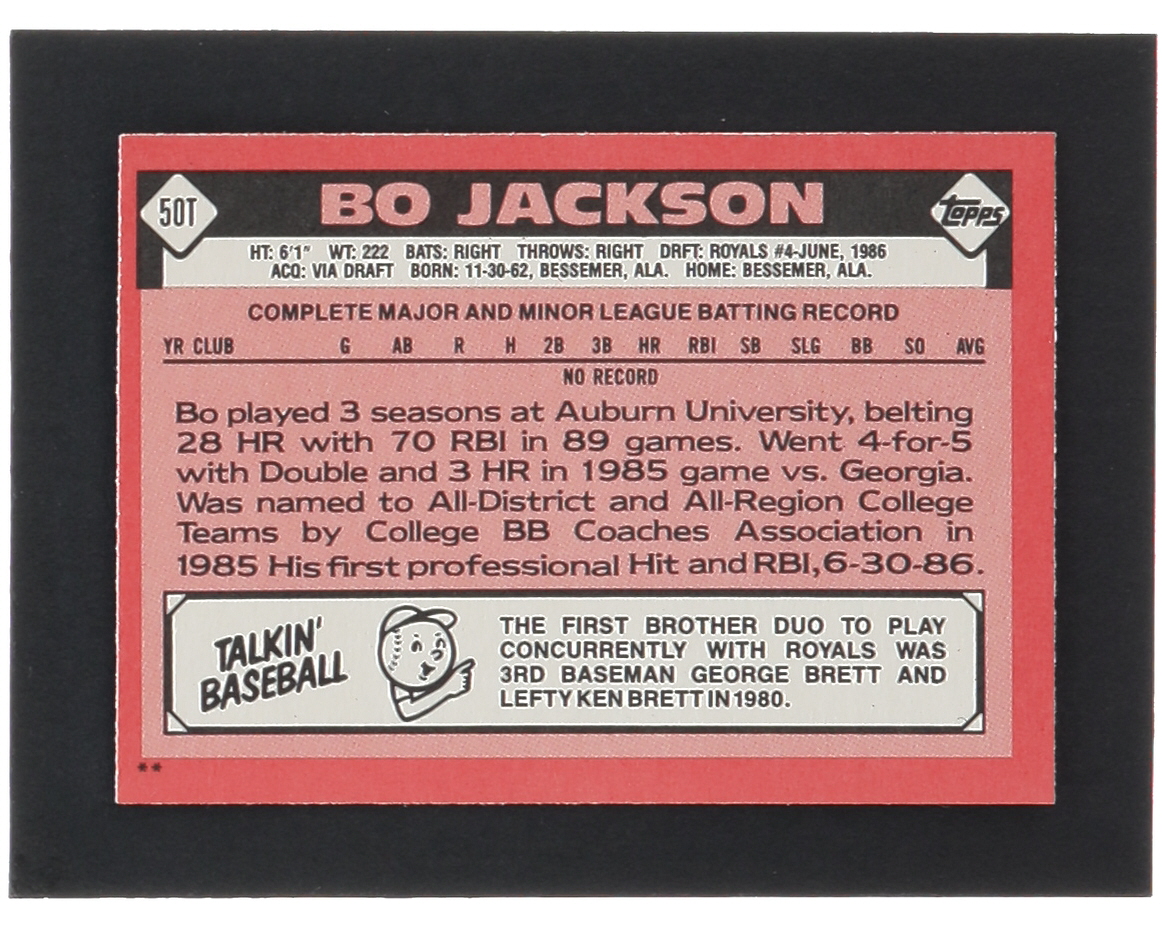 50T
BO JACKSON
Topps
HT: 6'1" WT: 222 BATS: RIGHT THROWS: RIGHT DRFT: ROYALS #4-JUNE, 1986
ACQ: VIA DRAFT BORN: 11-30-62, BESSEMER, ALA. HOME: BESSEMER, ALA.
COMPLETE MAJOR AND MINOR LEAGUE BATTING RECORD
YR CLUB G AB R H 2B 3B HR RBI SB SLG BB SO AVG
NO RECORD
Bo played 3 seasons at Auburn University, belting
28 HR with 70 RBI in 89 games. Went 4-for-5
with Double and 3 HR in 1985 game vs. Georgia.
Was named to All-District and All-Region College
Teams by College BB Coaches Association in
1985 His first professional Hit and RBI, 6-30-86.
TALKIN'
BASEBALL
THE FIRST BROTHER DUO TO PLAY
CONCURRENTLY WITH ROYALS WAS
3RD BASEMAN GEORGE BRETT AND
LEFTY KEN BRETT IN 1980.
**